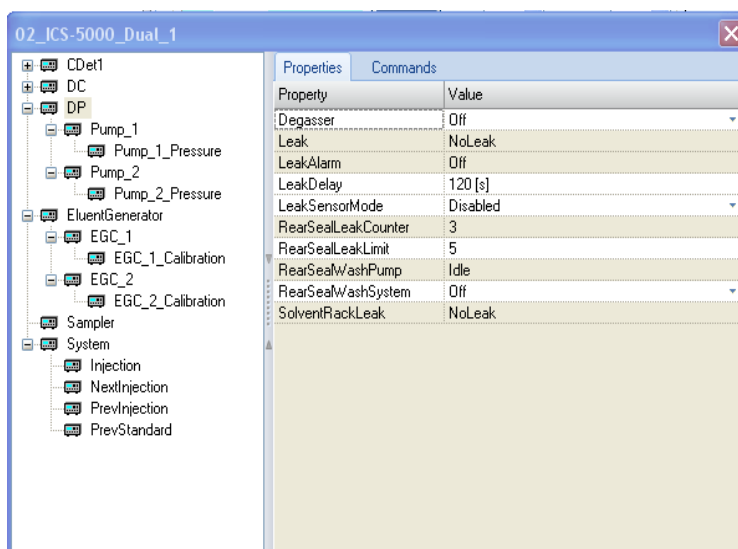 02_ICS-5000_Dual_1
CDet1
DC
DP
Pump_1
Pump_1_Pressure
Pump_2
Pump_2_Pressure
EluentGenerator
EGC_1
EGC_1_Calibration
EGC_2
EGC_2_Calibration
Sampler
System
Injection
NextInjection
PrevInjection
PrevStandard
Properties Commands
Property Value
Degasser Off
Leak NoLeak
LeakAlarm Off
LeakDelay 120 [s]
LeakSensorMode Disabled
RearSealLeakCounter 3
RearSealLeakLimit 5
RearSealWashPump Idle
RearSealWashSystem Off
SolventRackLeak NoLeak